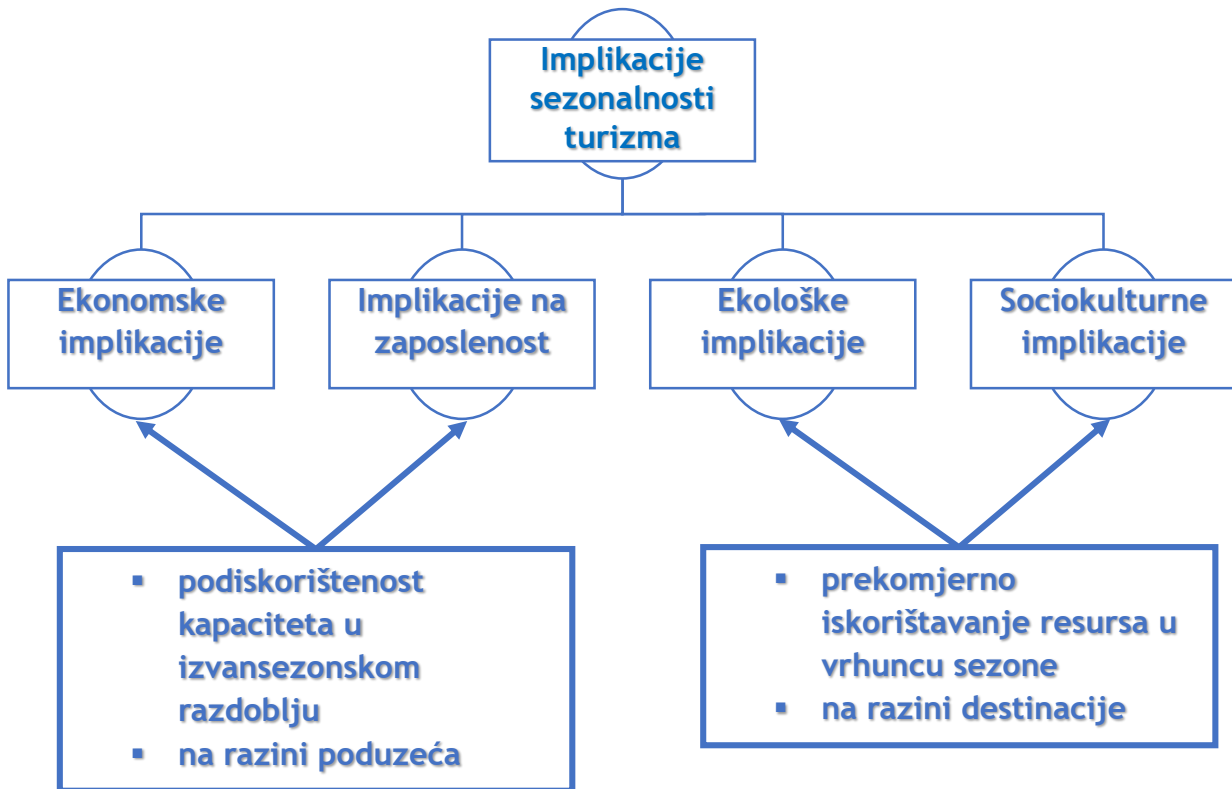 Implikacije
sezonalnosti
turizma
Ekonomske
implikacije
Implikacije na
zaposlenost
Ekološke
implikacije
Sociokulturne
implikacije
▪ podiskorištenost
kapaciteta u
izvansezonskom
razdoblju
▪ na razini poduzeća
▪ prekomjerno
iskorištavanje resursa u
vrhuncu sezone
▪ na razini destinacije